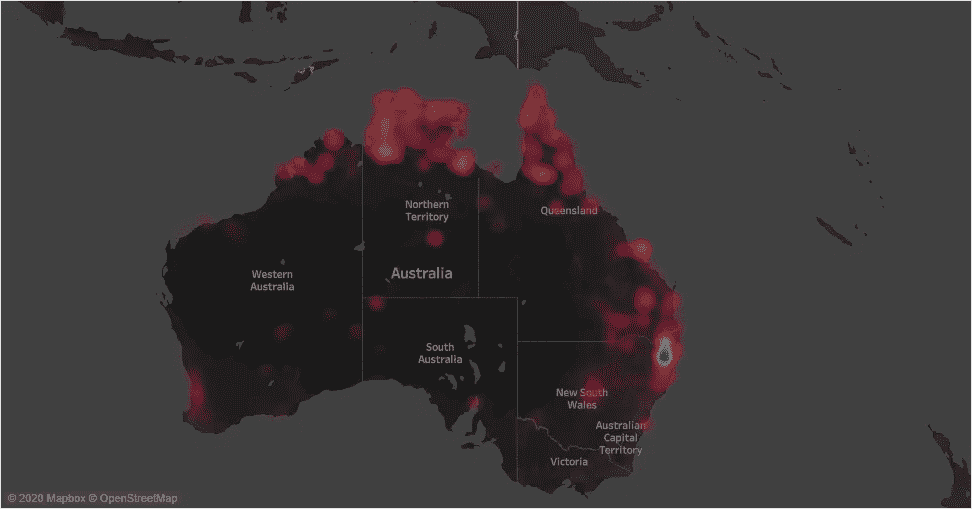 Northern
Territory
Queensland
Western
Australia
Australia
South
Australia
New South
Wales
Australian
Capital
Territory
Victoria
© 2020 Mapbox © OpenStreetMap